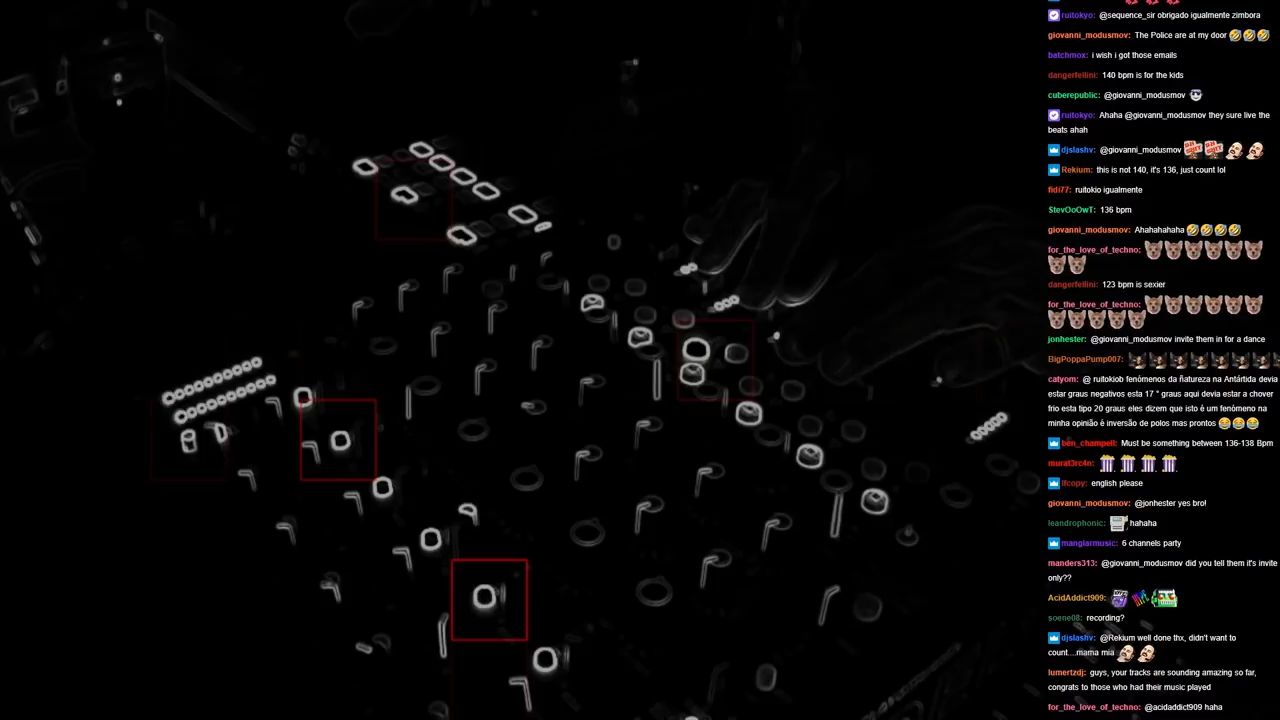 ruitokyo: @sequence_sir obrigado igualmente zimbora
giovanni_modusmov: The Police are at my door
batchmox: i wish i got those emails
dangerfellini: 140 bpm is for the kids
cuberepublic: @giovanni_modusmov
ruitokyo: Ahaha @giovanni_modusmov they sure live the
beats ahah
djslashv: @giovanni_modusmov
Rekium: this is not 140, it's 136, just count lol
fidi77: ruitokio igualmente
StevOoOwT: 136 bpm
giovanni_modusmov: Ahahahahaha
for_the_love_of_techno:
dangerfellini: 123 bpm is sexier
for_the_love_of_techno:
jonhester: @giovanni_modusmov invite them in for a dance
BigPoppaPump007:
catyom: @ ruitokiob fenómenos da ñatureza na Antártida devia
estar graus negativos esta 17 ° graus aqui devia estar a chover
frio esta tipo 20 graus eles dizem que isto é um fenómeno na
minha opinião é inversão de polos mas prontos
ben_champell: Must be something between 136-138 Bpm
murat3rc4n:
lfcopy: english please
giovanni_modusmov: @jonhester yes bro!
leandrophonic: hahaha
manglarmusic: 6 channels party
manders313: @giovanni_modusmov did you tell them it's invite
only??
AcidAddict909:
soene08: recording?
djslashv: @Rekium well done thx, didn't want to
count....mama mia
lumertzdj: guys, your tracks are sounding amazing so far,
congrats to those who had their music played
for_the_love_of_techno: @acidaddict909 haha